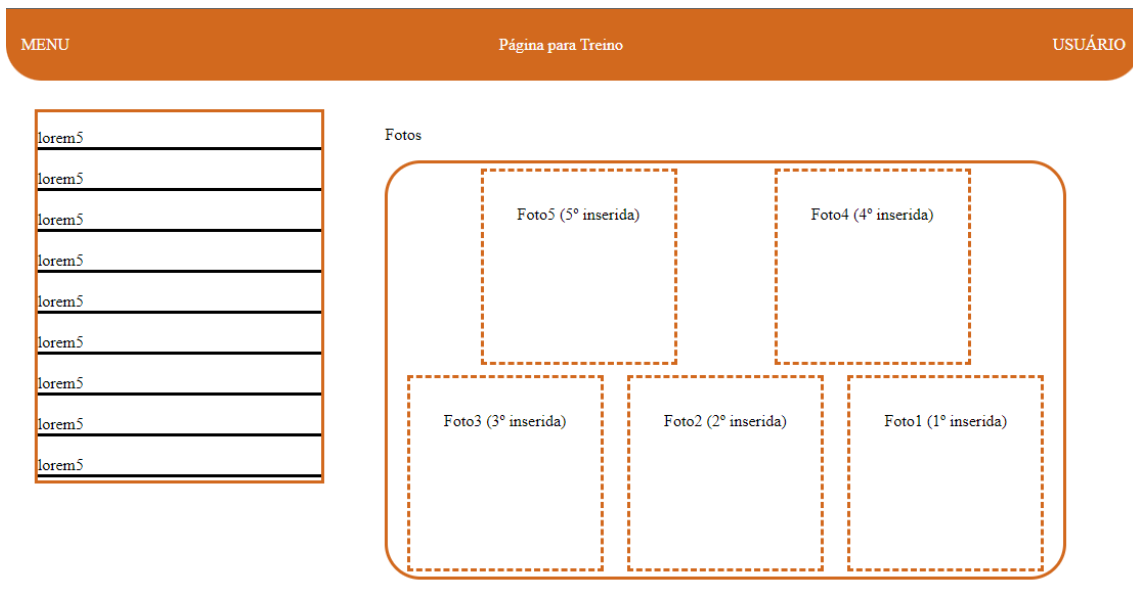 MENU
Página para Treino
USUÁRIO
lorem5
lorem5
lorem5
lorem5
lorem5
lorem5
lorem5
lorem5
lorem5
Fotos
Foto5 (5º inserida)
Foto4 (4º inserida)
Foto3 (3º inserida)
Foto2 (2º inserida)
Foto1 (1º inserida)